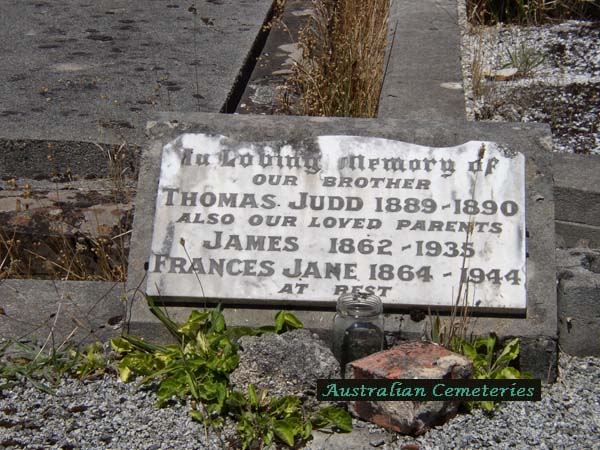 In Loving Memory of
OUR BROTHER
THOMAS JUDD 1889-1890
ALSO OUR LOVED PARENTS
JAMES 1862-1935
FRANCES JANE 1864-1944
AT REST
Australian Cemeteries